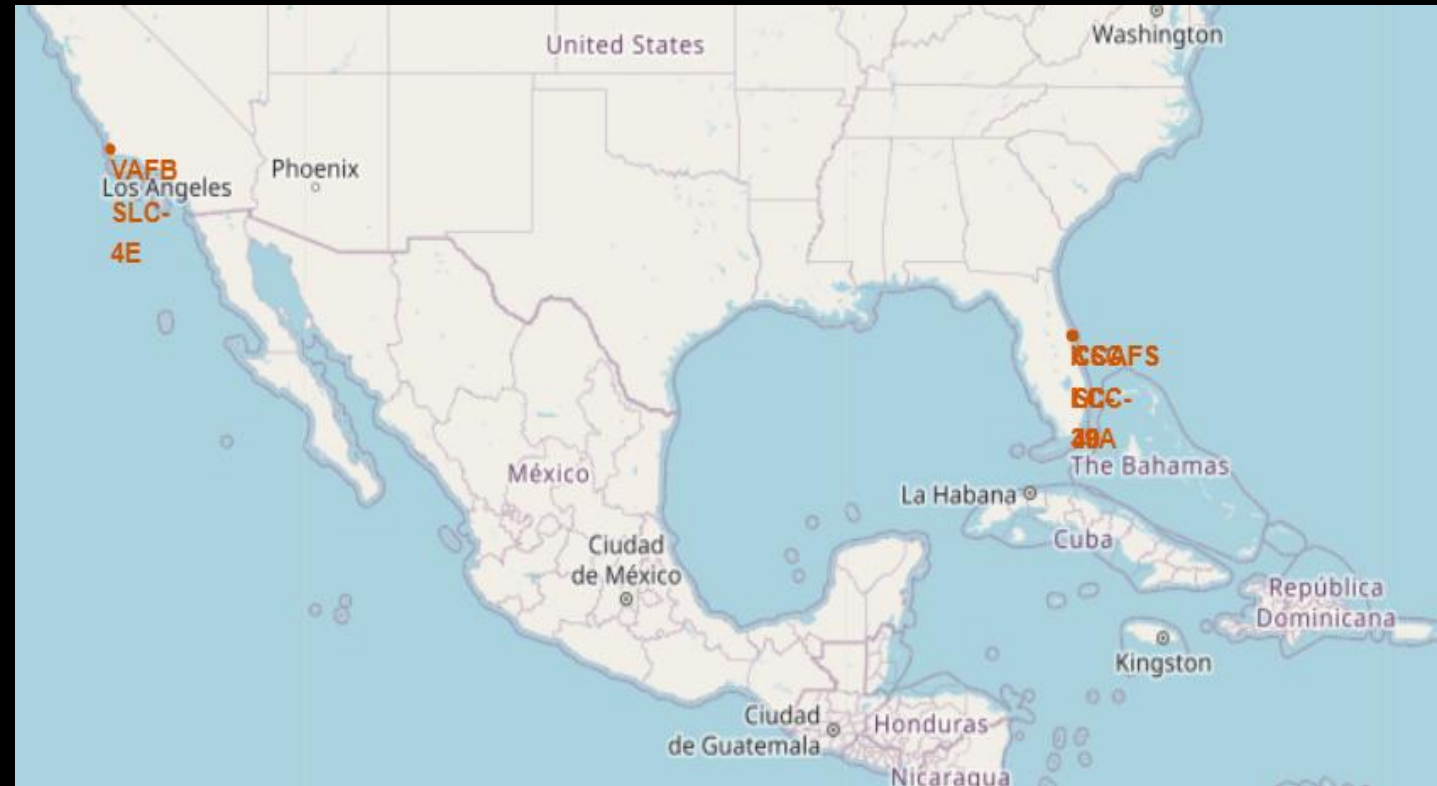 United States
Washington
Phoenix
VAFB
Los Angeles
SLC-
4E
The Bahamas
La Habana
México
Cuba
Ciudad
de México
República
Dominicana
Kingston
Ciudad
de Guatemala
Honduras
Nicaragua